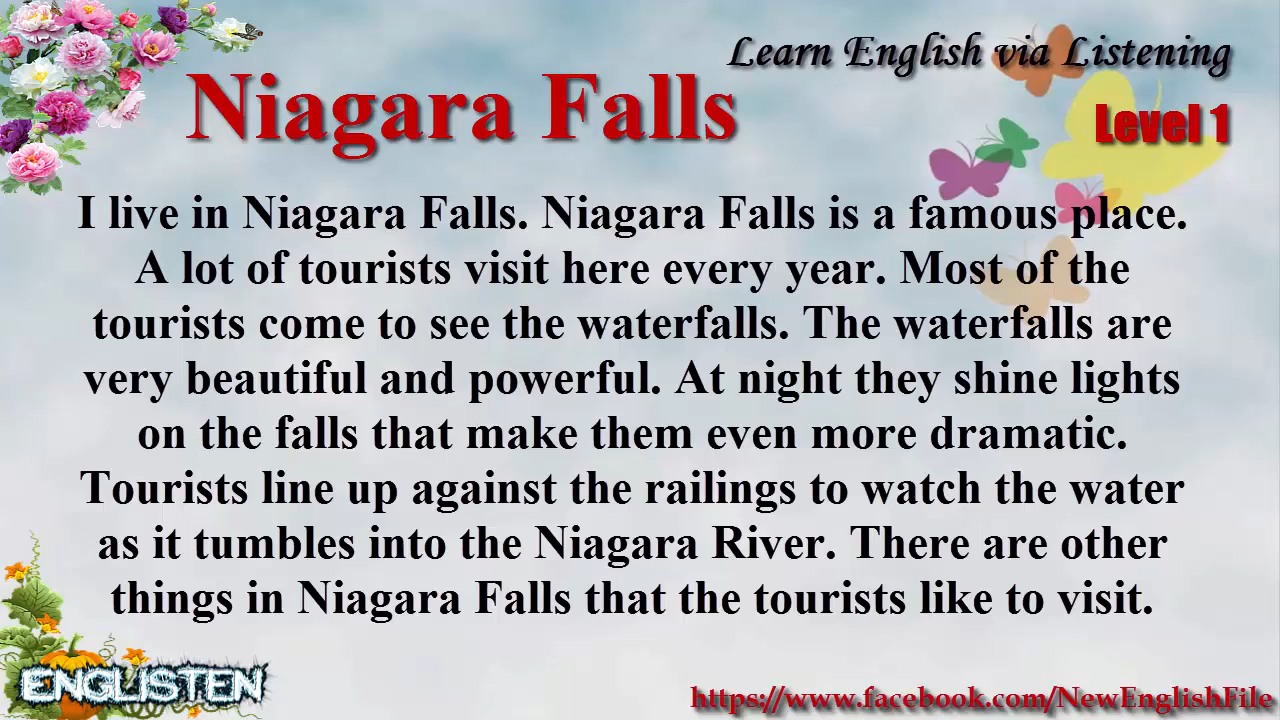 Learn English via Listening
Niagara Falls
Level 1
I live in Niagara Falls. Niagara Falls is a famous place.
A lot of tourists visit here every year. Most of the
tourists come to see the waterfalls. The waterfalls are
very beautiful and powerful. At night they shine lights
on the falls that make them even more dramatic.
Tourists line up against the railings to watch the water
as it tumbles into the Niagara River. There are other
things in Niagara Falls that the tourists like to visit.
ENGLISTEN
https://www.facebook.com/NewEnglishFile